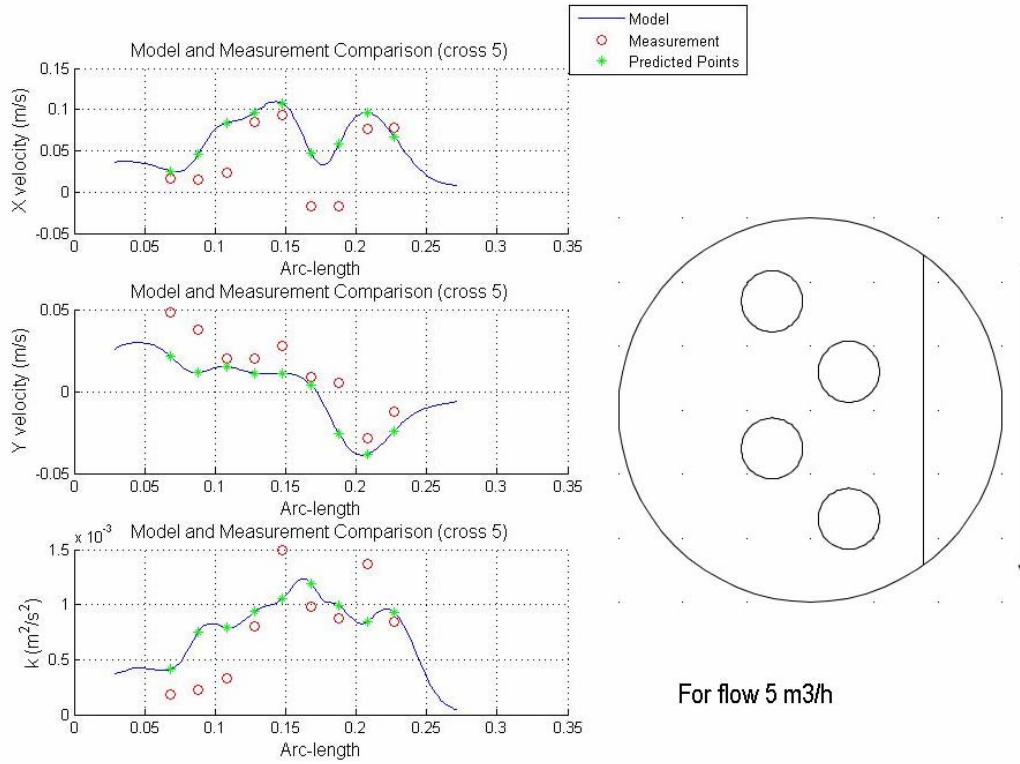 Model
Measurement
Predicted Points
Model and Measurement Comparison (cross 5)
X velocity (m/s)
0.15
0.1
0.05
0
-0.05
0 0.05 0.1 0.15 0.2 0.25 0.3 0.35
Arc-length
Model and Measurement Comparison (cross 5)
Y velocity (m/s)
0.05
0
-0.05
0 0.05 0.1 0.15 0.2 0.25 0.3 0.35
Arc-length
Model and Measurement Comparison (cross 5)
x 10⁻³
k (m²/s²)
1.5
1
0.5
0
0 0.05 0.1 0.15 0.2 0.25 0.3 0.35
Arc-length
For flow 5 m3/h